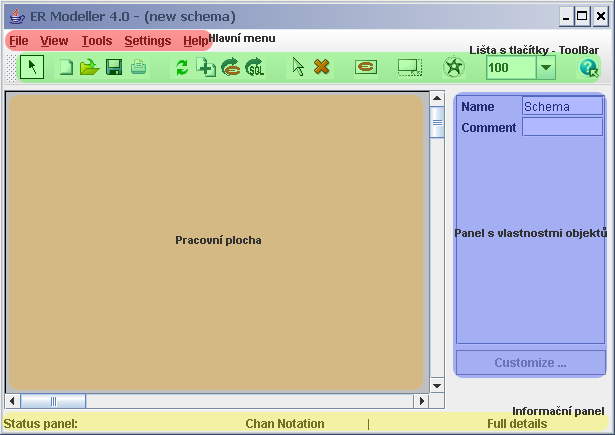 ER Modeller 4.0 - (new schema)
File View Tools Settings Help
Hlavní menu
Lišta s tlačítky - ToolBar
SQL
100
Name Schema
Comment
Pracovní plocha
Panel s vlastnostmi objektů
Customize ...
Informační panel
Status panel: Chan Notation | Full details